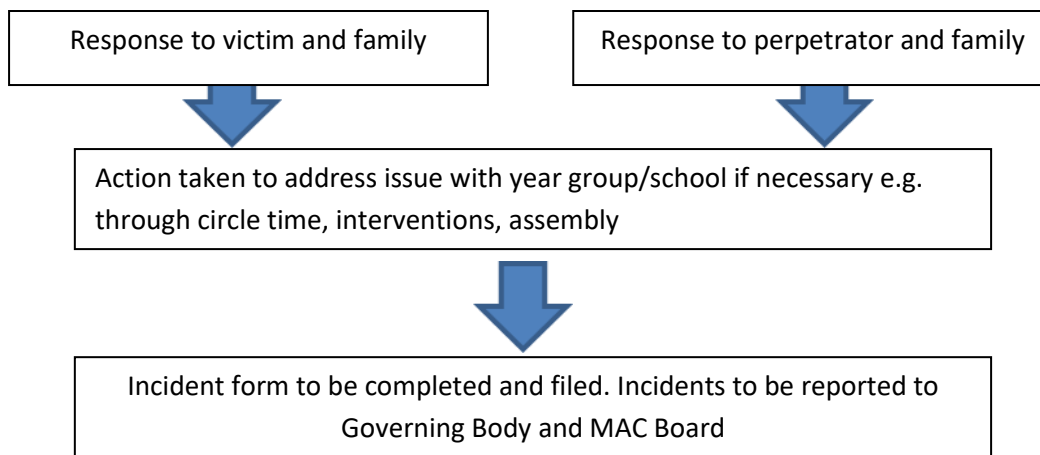 Response to victim and family
Response to perpetrator and family
Action taken to address issue with year group/school if necessary e.g.
through circle time, interventions, assembly
Incident form to be completed and filed. Incidents to be reported to
Governing Body and MAC Board